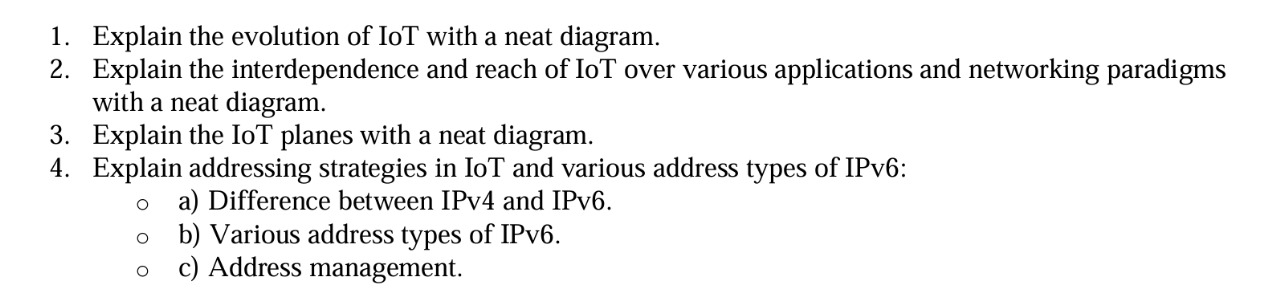 1. Explain the evolution of IoT with a neat diagram.
2. Explain the interdependence and reach of IoT over various applications and networking paradigms
with a neat diagram.
3. Explain the IoT planes with a neat diagram.
4. Explain addressing strategies in IoT and various address types of IPv6:
o a) Difference between IPv4 and IPv6.
o b) Various address types of IPv6.
o c) Address management.